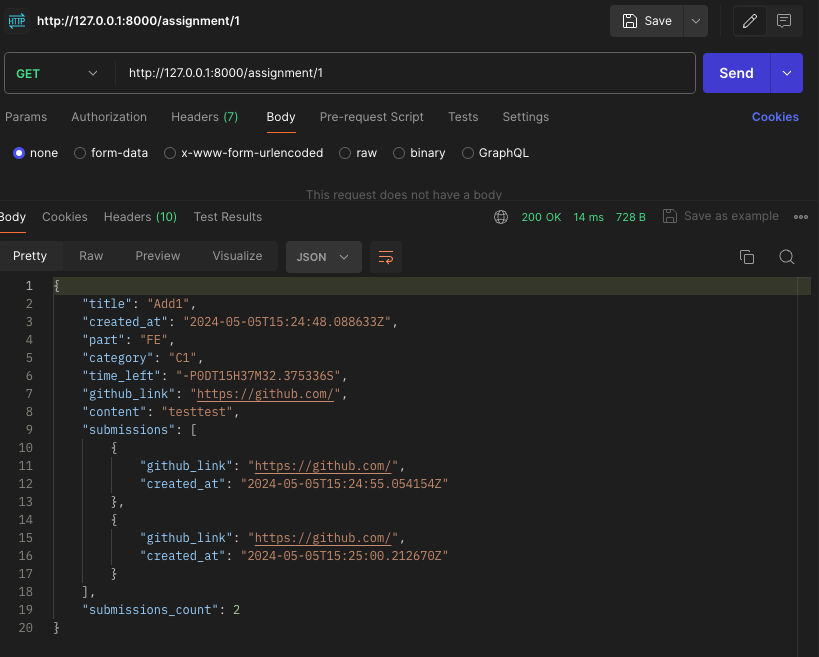 HTTP http://127.0.0.1:8000/assignment/1 Save
GET http://127.0.0.1:8000/assignment/1 Send
Params Authorization Headers (7) Body Pre-request Script Tests Settings Cookies
none form-data x-www-form-urlencoded raw binary GraphQL
This request does not have a body
Body Cookies Headers (10) Test Results 200 OK 14 ms 728 B Save as example
Pretty Raw Preview Visualize JSON
1 {
2 "title": "Add1",
3 "created_at": "2024-05-05T15:24:48.088633Z",
4 "part": "FE",
5 "category": "C1",
6 "time_left": "-P0DT15H37M32.375336S",
7 "github_link": "https://github.com/",
8 "content": "testtest",
9 "submissions": [
10 {
11 "github_link": "https://github.com/",
12 "created_at": "2024-05-05T15:24:55.054154Z"
13 },
14 {
15 "github_link": "https://github.com/",
16 "created_at": "2024-05-05T15:25:00.212670Z"
17 }
18 ],
19 "submissions_count": 2
20 }